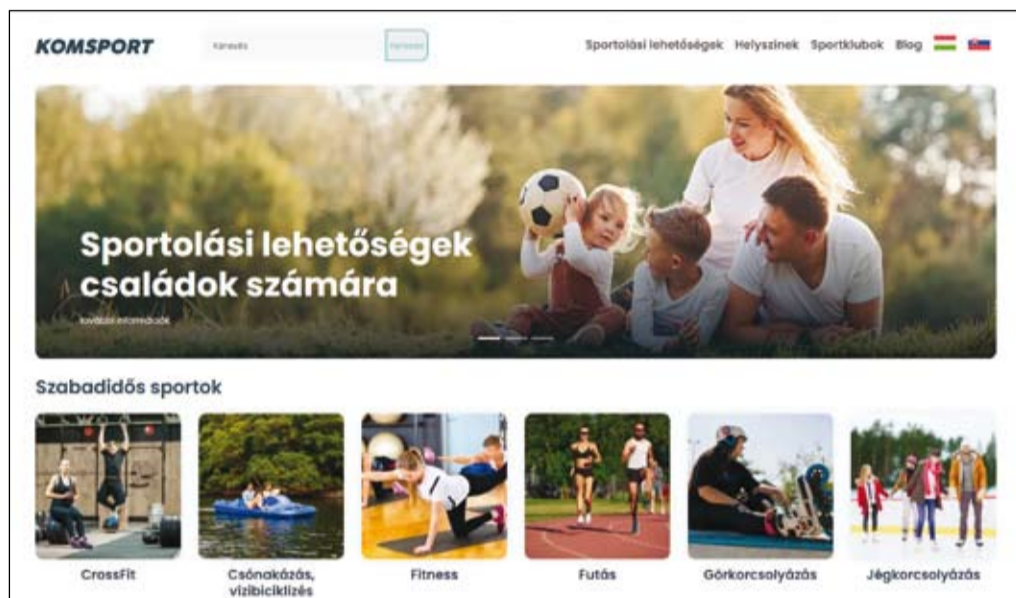 KOMSPORT
Keresés
Keresés
Sportolási lehetőségek Helyszínek Sportklubok Blog
Sportolási lehetőségek
családok számára
további információk
Szabadidős sportok
CrossFit
Csónakázás,
vízibiciklizés
Fitness
Futás
Görkorcsolyázás
Jégkorcsolyázás